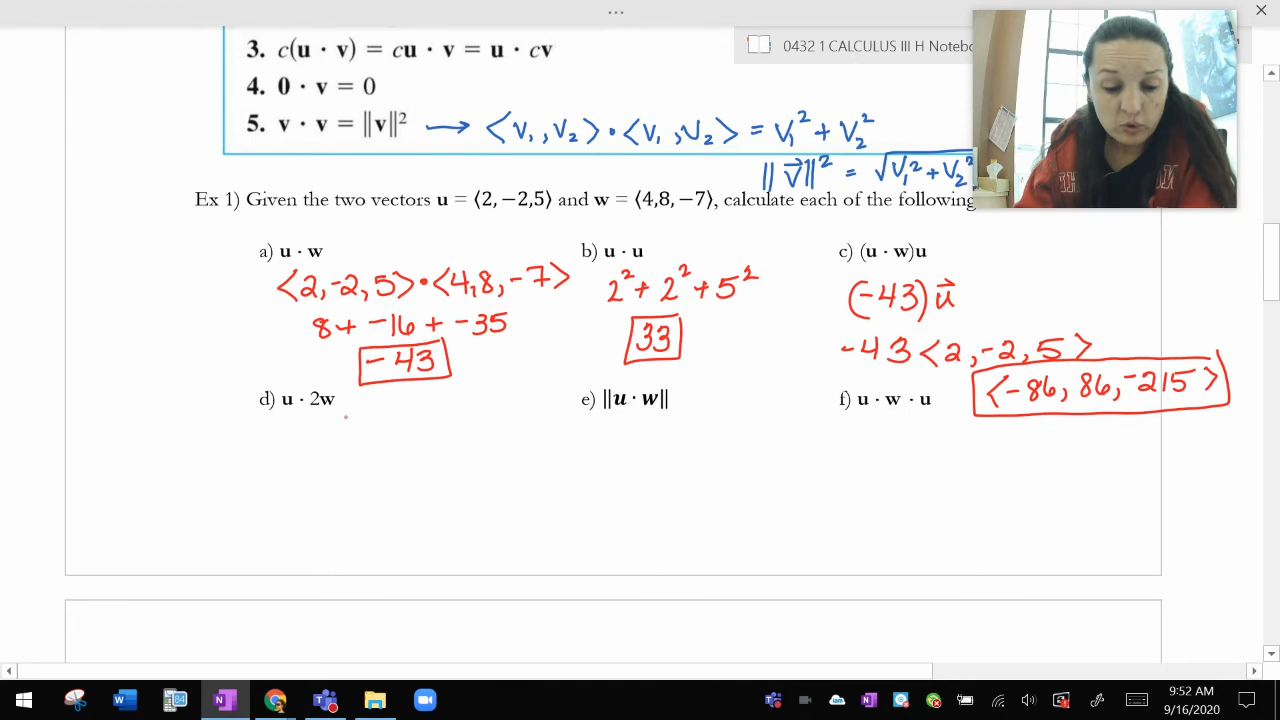 3. c(u · v) = cu · v = u · cv
0432 1 CALCULUS III H Notebo
4. 0 · v = 0
5. v · v = ||v||² → <v₁, v₂> · <v₁, v₂> = v₁² + v₂²
||v⃗||² = √v₁² + v₂²
Ex 1) Given the two vectors u = ⟨2, −2,5⟩ and w = ⟨4,8, −7⟩, calculate each of the following
a) u · w
b) u · u
c) (u · w)u
<2, -2, 5> · <4, 8, -7>
8 + -16 + -35
-43
2² + 2² + 5²
33
(-43) u⃗
-43 <2, -2, 5>
<-86, 86, -215>
d) u · 2w
e) ||u · w||
f) u · w · u
9:52 AM
9/16/2020